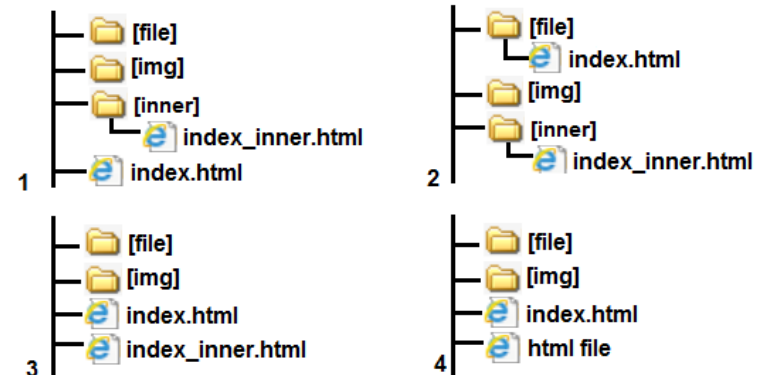 [file]
[img]
[inner]
index_inner.html
index.html
1
[file]
index.html
[img]
[inner]
index_inner.html
2
[file]
[img]
index.html
index_inner.html
3
[file]
[img]
index.html
html file
4